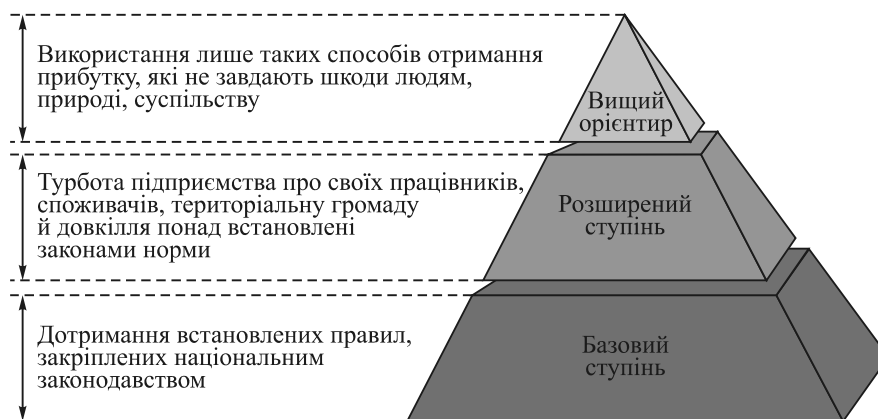 Використання лише таких способів отримання
прибутку, які не завдають шкоди людям,
природі, суспільству
Вищий
орієнтир
Турбота підприємства про своїх працівників,
споживачів, територіальну громаду
й довкілля понад встановлені
законами норми
Розширений
ступінь
Дотримання встановлених правил,
закріплених національним
законодавством
Базовий
ступінь